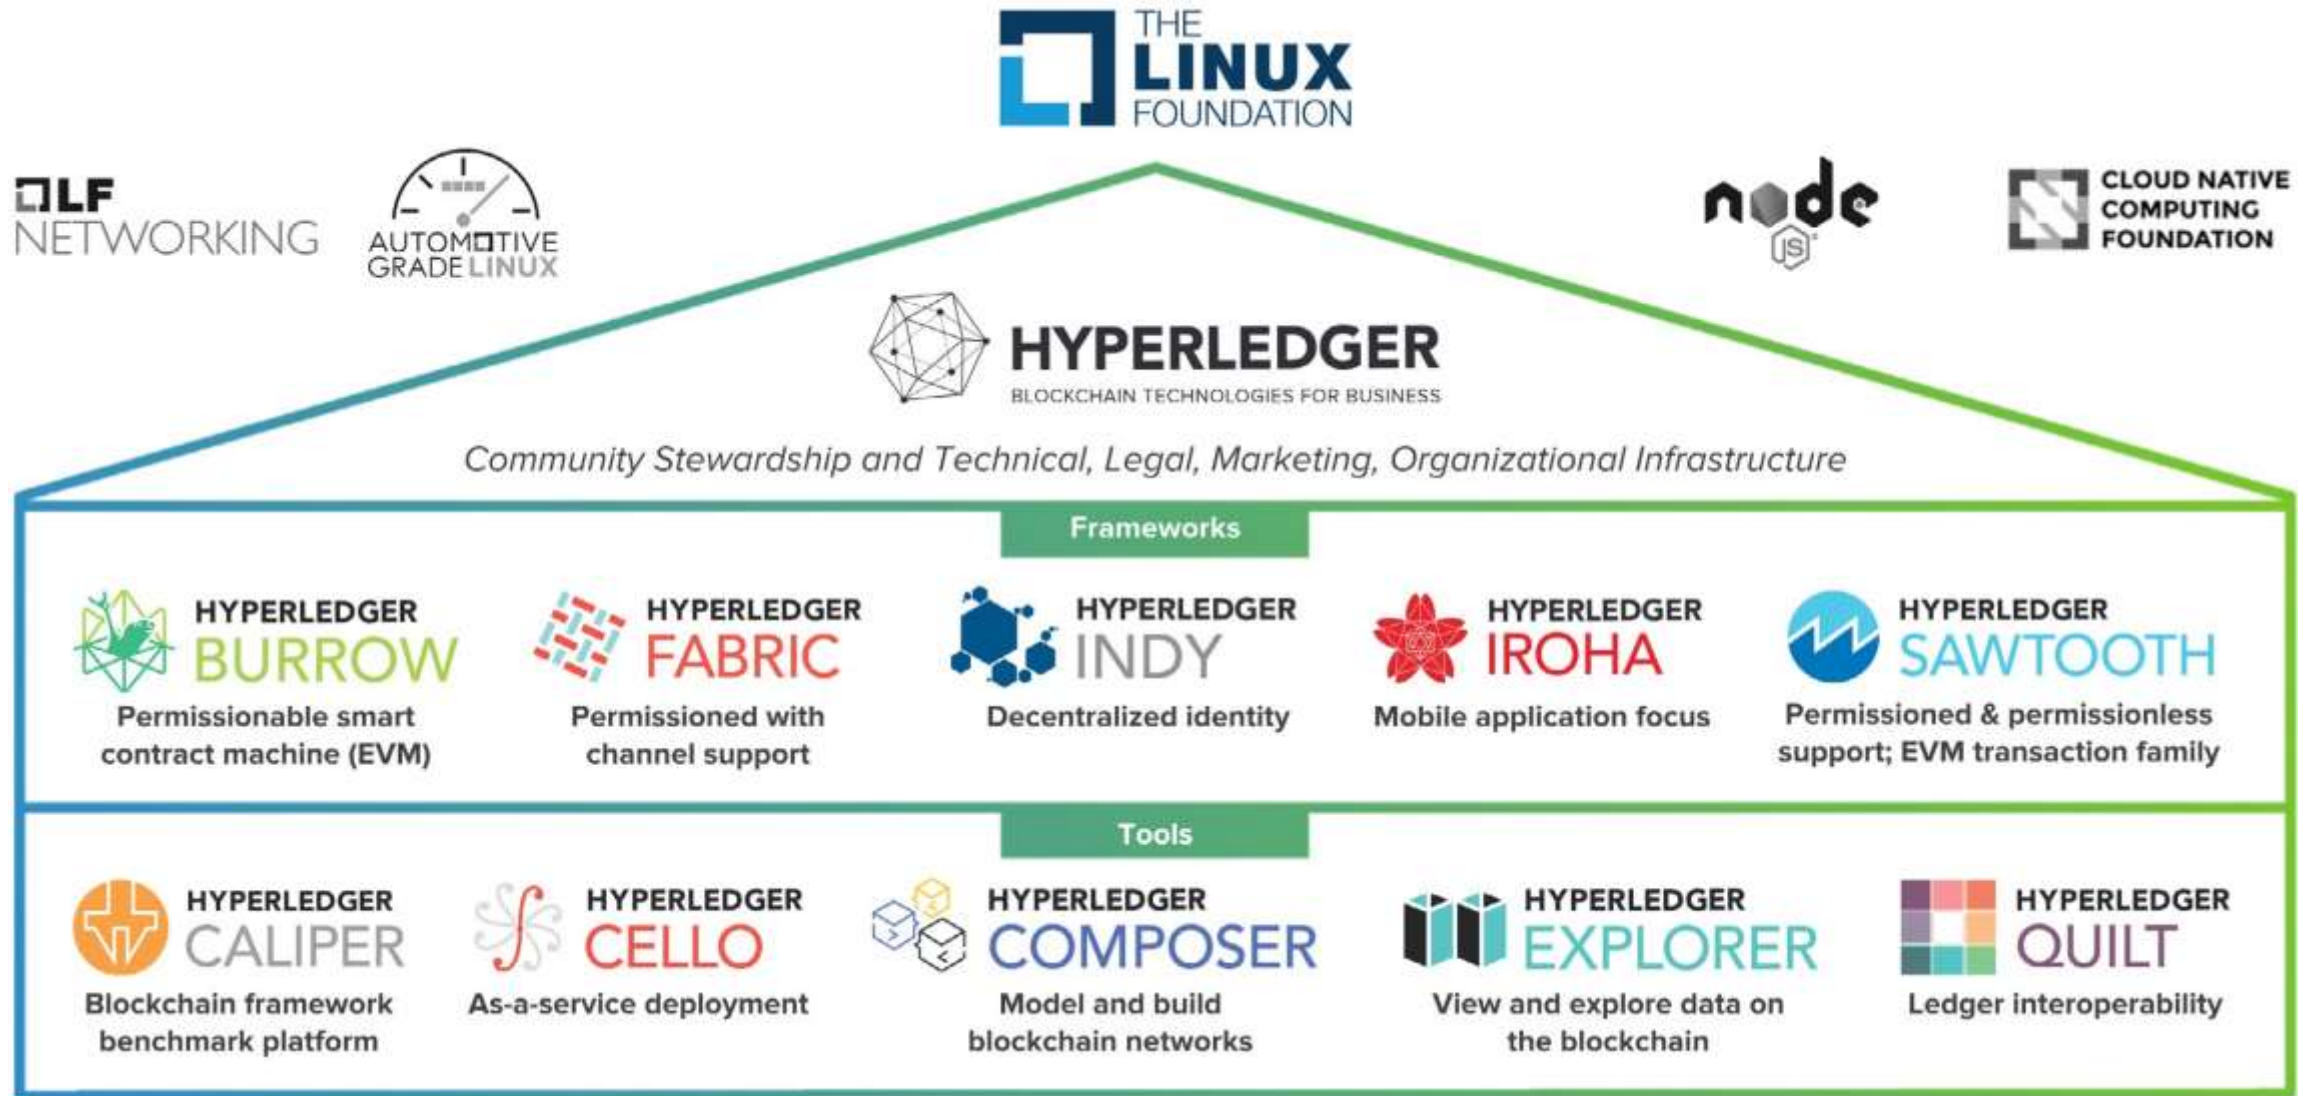 THE
LINUX
FOUNDATION
LF
NETWORKING
AUTOMOTIVE
GRADE LINUX
node
JS
CLOUD NATIVE
COMPUTING
FOUNDATION
HYPERLEDGER
BLOCKCHAIN TECHNOLOGIES FOR BUSINESS
Community Stewardship and Technical, Legal, Marketing, Organizational Infrastructure
Frameworks
HYPERLEDGER
BURROW
Permissionable smart
contract machine (EVM)
HYPERLEDGER
FABRIC
Permissioned with
channel support
HYPERLEDGER
INDY
Decentralized identity
HYPERLEDGER
IROHA
Mobile application focus
HYPERLEDGER
SAWTOOTH
Permissioned & permissionless
support; EVM transaction family
Tools
HYPERLEDGER
CALIPER
Blockchain framework
benchmark platform
HYPERLEDGER
CELLO
As-a-service deployment
HYPERLEDGER
COMPOSER
Model and build
blockchain networks
HYPERLEDGER
EXPLORER
View and explore data on
the blockchain
HYPERLEDGER
QUILT
Ledger interoperability